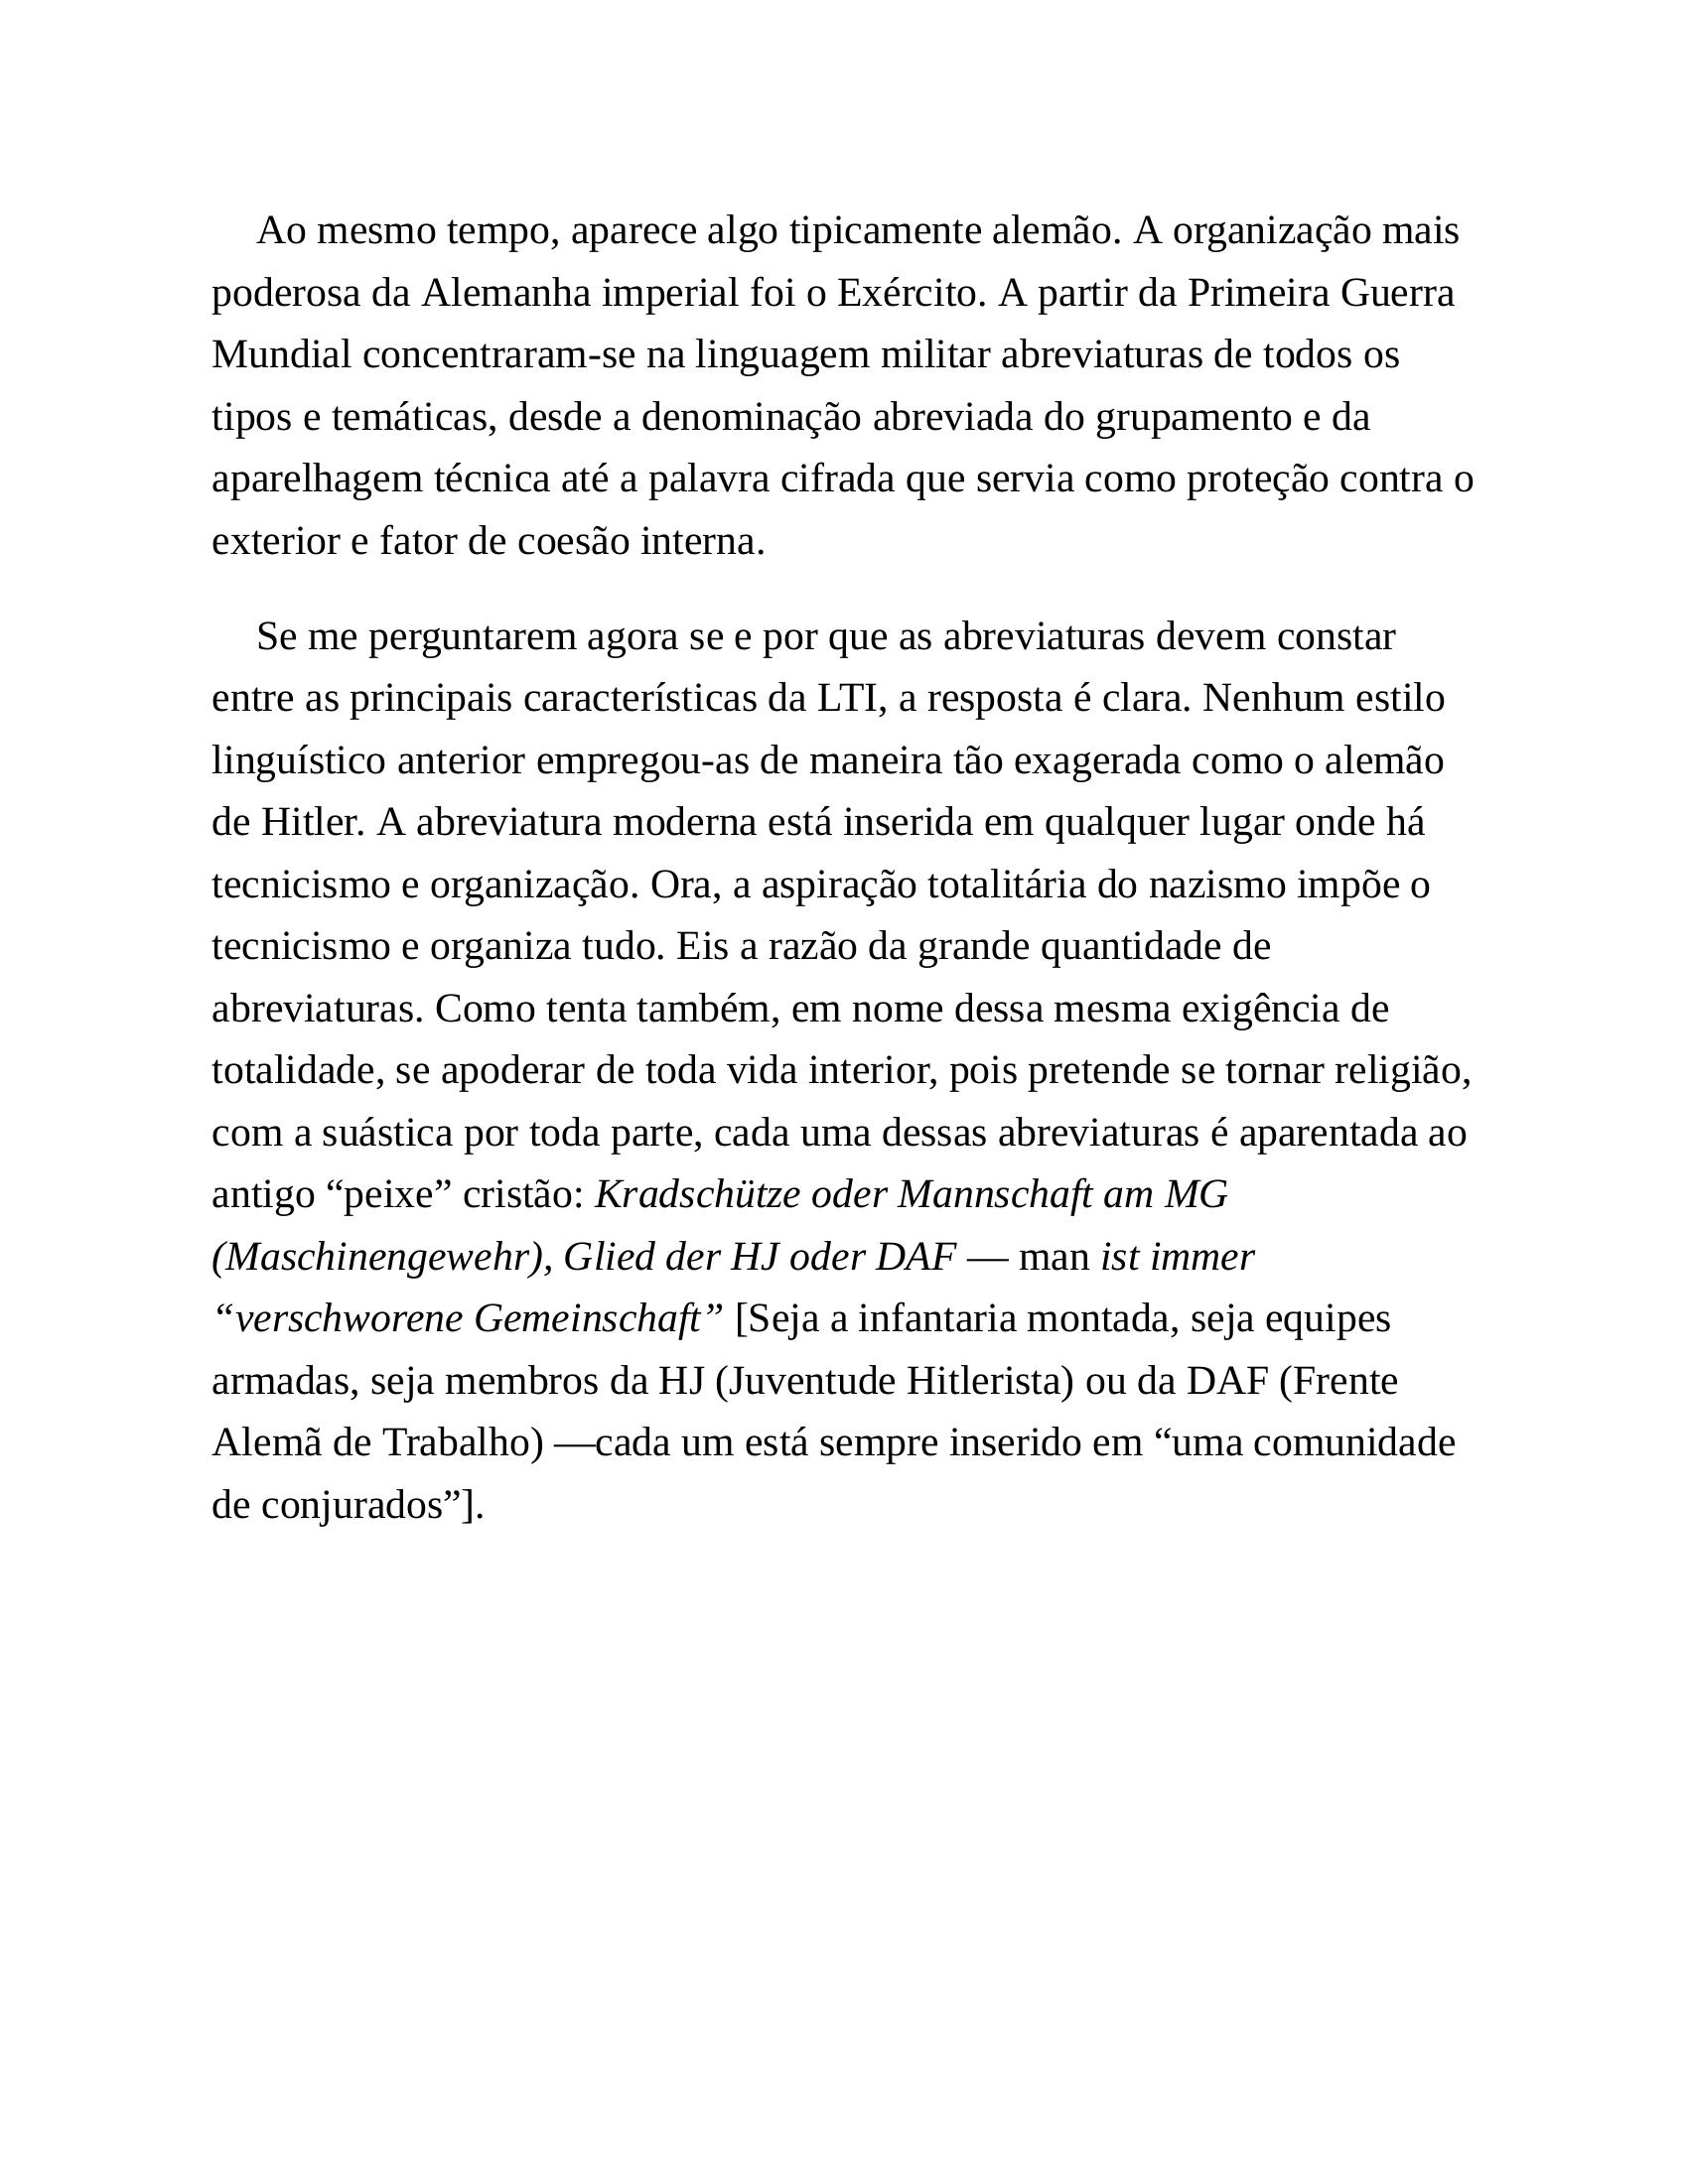 Ao mesmo tempo, aparece algo tipicamente alemão. A organização mais
poderosa da Alemanha imperial foi o Exército. A partir da Primeira Guerra
Mundial concentraram-se na linguagem militar abreviaturas de todos os
tipos e temáticas, desde a denominação abreviada do grupamento e da
aparelhagem técnica até a palavra cifrada que servia como proteção contra o
exterior e fator de coesão interna.
Se me perguntarem agora se e por que as abreviaturas devem constar
entre as principais características da LTI, a resposta é clara. Nenhum estilo
linguístico anterior empregou-as de maneira tão exagerada como o alemão
de Hitler. A abreviatura moderna está inserida em qualquer lugar onde há
tecnicismo e organização. Ora, a aspiração totalitária do nazismo impõe o
tecnicismo e organiza tudo. Eis a razão da grande quantidade de
abreviaturas. Como tenta também, em nome dessa mesma exigência de
totalidade, se apoderar de toda vida interior, pois pretende se tornar religião,
com a suástica por toda parte, cada uma dessas abreviaturas é aparentada ao
antigo “peixe” cristão: Kradschütze oder Mannschaft am MG
(Maschinengewehr), Glied der HJ oder DAF — man ist immer
“verschworene Gemeinschaft” [Seja a infantaria montada, seja equipes
armadas, seja membros da HJ (Juventude Hitlerista) ou da DAF (Frente
Alemã de Trabalho) —cada um está sempre inserido em “uma comunidade
de conjurados”].